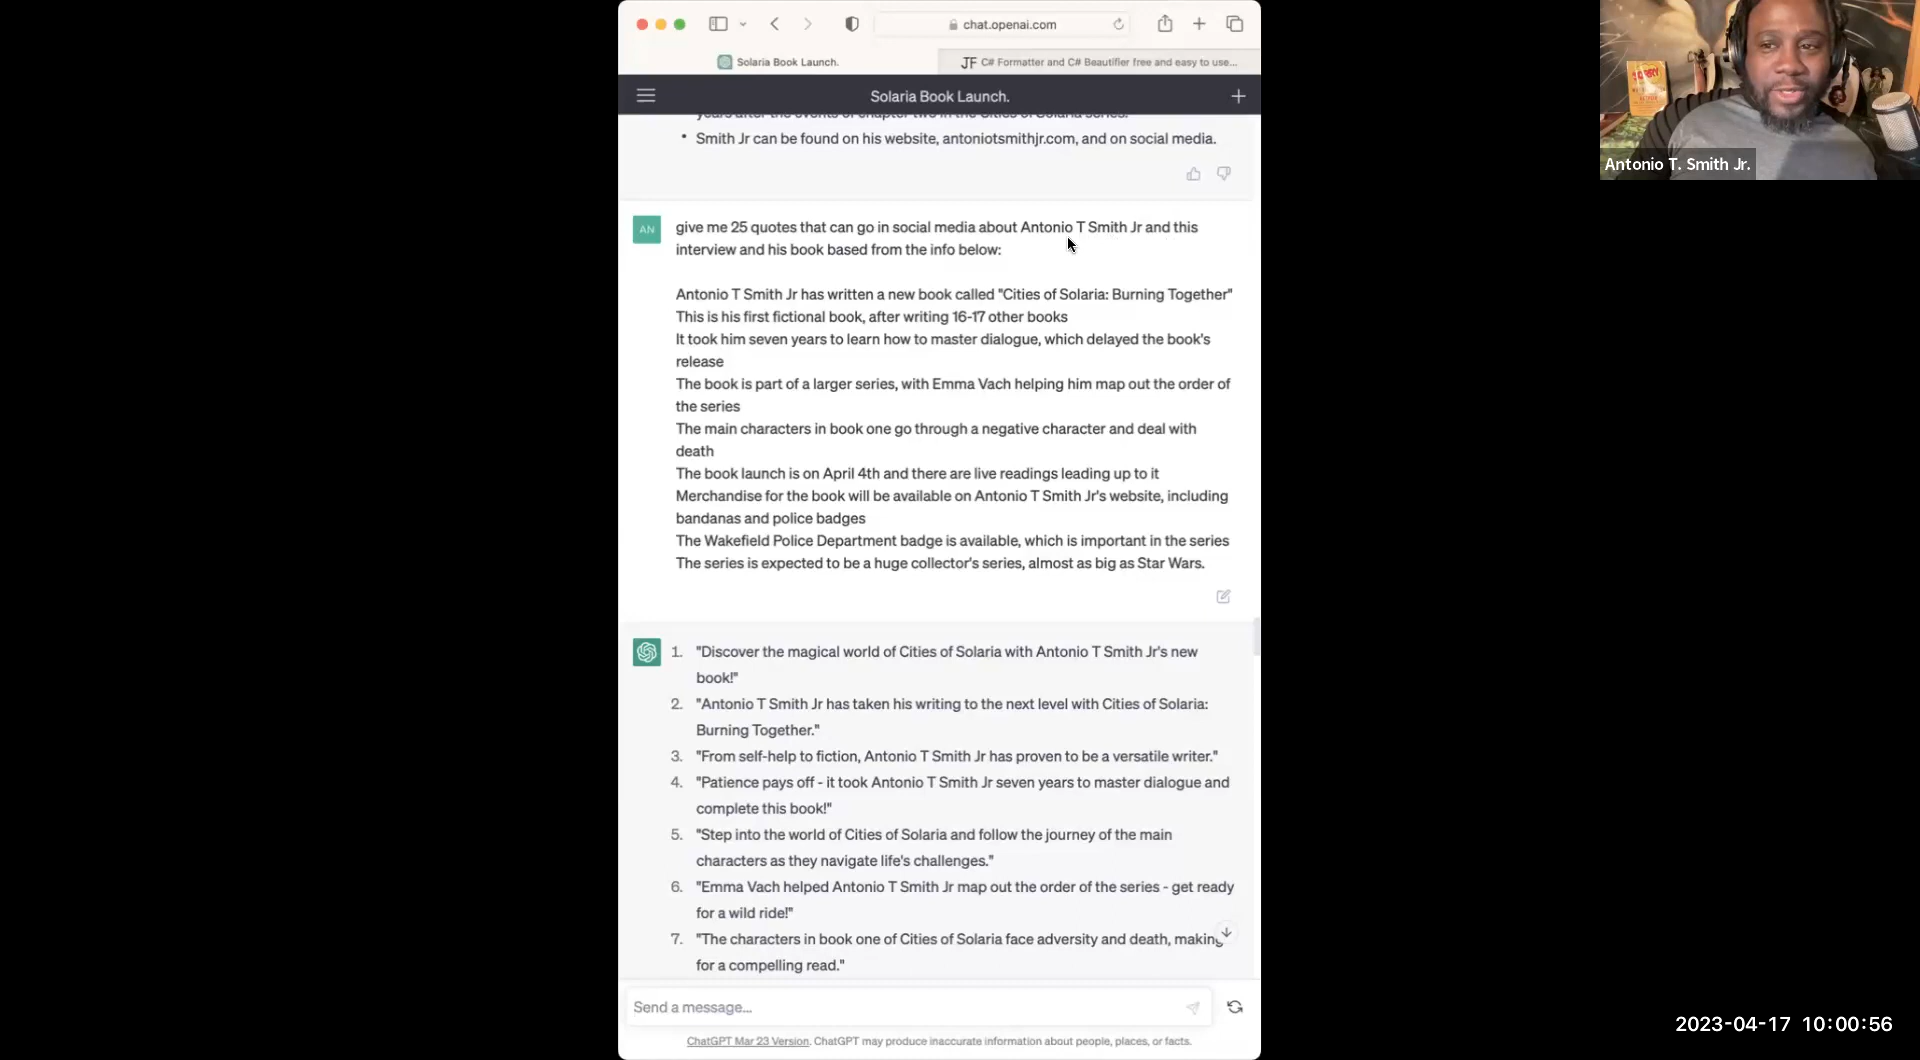 chat.openai.com
Solaria Book Launch.
JF C# Formatter and C# Beautifier free and easy to use...
Solaria Book Launch.
years after the events of chapter two in the Cities of Solaria series.
• Smith Jr can be found on his website, antoniotsmithjr.com, and on social media.
AN
give me 25 quotes that can go in social media about Antonio T Smith Jr and this
interview and his book based from the info below:
Antonio T Smith Jr has written a new book called "Cities of Solaria: Burning Together"
This is his first fictional book, after writing 16-17 other books
It took him seven years to learn how to master dialogue, which delayed the book's
release
The book is part of a larger series, with Emma Vach helping him map out the order of
the series
The main characters in book one go through a negative character and deal with
death
The book launch is on April 4th and there are live readings leading up to it
Merchandise for the book will be available on Antonio T Smith Jr's website, including
bandanas and police badges
The Wakefield Police Department badge is available, which is important in the series
The series is expected to be a huge collector's series, almost as big as Star Wars.
1. "Discover the magical world of Cities of Solaria with Antonio T Smith Jr's new
book!"
2. "Antonio T Smith Jr has taken his writing to the next level with Cities of Solaria:
Burning Together."
3. "From self-help to fiction, Antonio T Smith Jr has proven to be a versatile writer."
4. "Patience pays off - it took Antonio T Smith Jr seven years to master dialogue and
complete this book!"
5. "Step into the world of Cities of Solaria and follow the journey of the main
characters as they navigate life's challenges."
6. "Emma Vach helped Antonio T Smith Jr map out the order of the series - get ready
for a wild ride!"
7. "The characters in book one of Cities of Solaria face adversity and death, making
for a compelling read."
Send a message...
ChatGPT Mar 23 Version. ChatGPT may produce inaccurate information about people, places, or facts.
Antonio T. Smith Jr.
2023-04-17 10:00:56